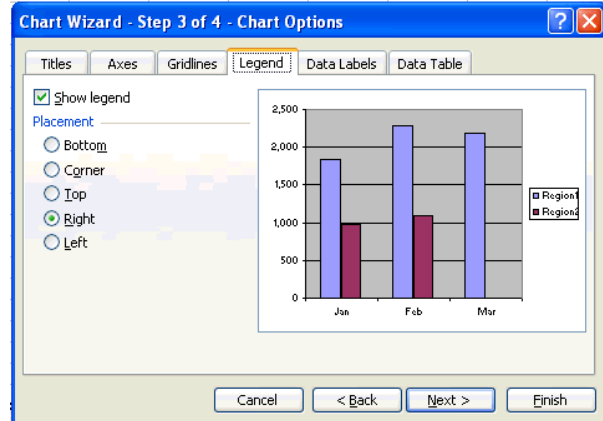 Chart Wizard - Step 3 of 4 - Chart Options
Titles Axes Gridlines Legend Data Labels Data Table
Show legend
Placement
Bottom
Corner
Top
Right
Left
2,500
2,000
1,500
1,000
500
0
Jan Feb Mar
Region1
Region2
Cancel < Back Next > Finish